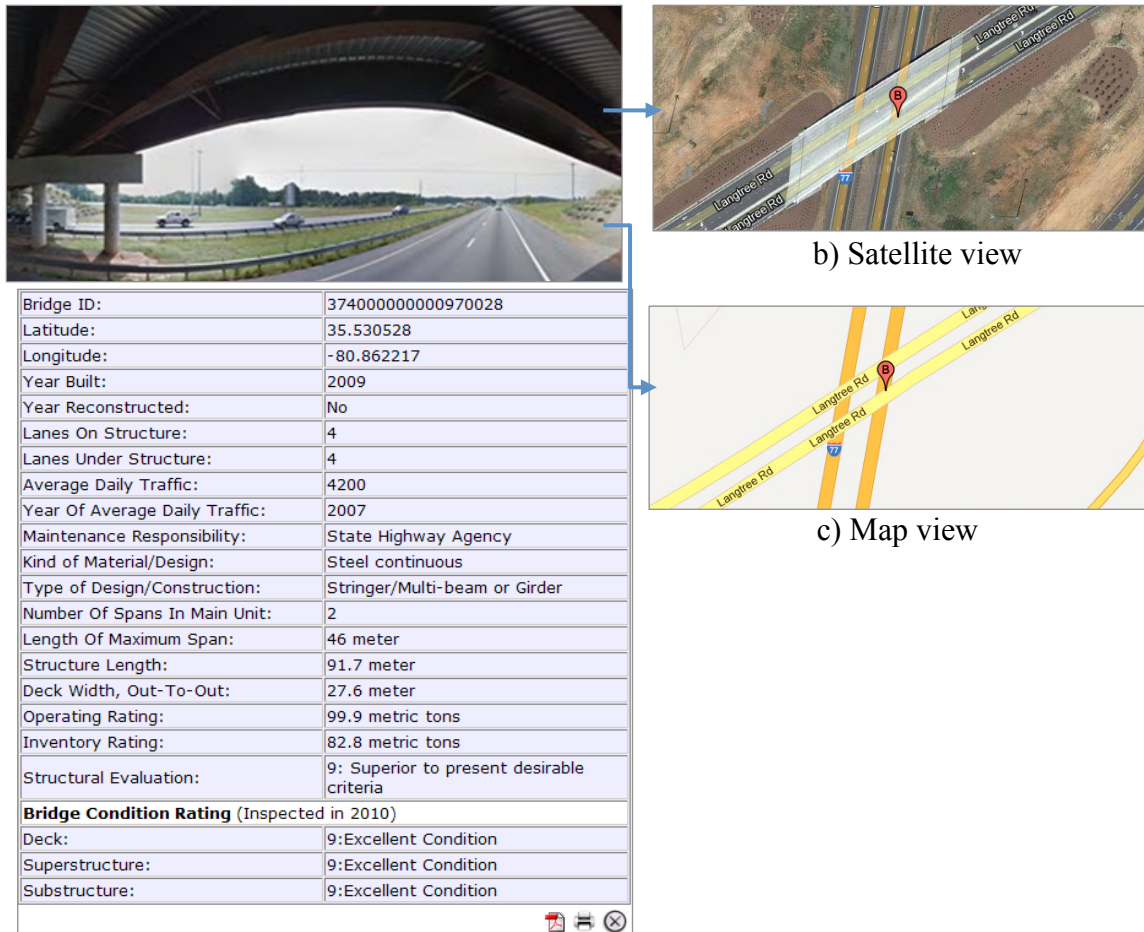 Langtree Rd
Langtree Rd
B
Langtree Rd
Langtree Rd
77
b) Satellite view
Bridge ID: 374000000000970028
Latitude: 35.530528
Longitude: -80.862217
Year Built: 2009
Year Reconstructed: No
Lanes On Structure: 4
Lanes Under Structure: 4
Average Daily Traffic: 4200
Year Of Average Daily Traffic: 2007
Maintenance Responsibility: State Highway Agency
Kind of Material/Design: Steel continuous
Type of Design/Construction: Stringer/Multi-beam or Girder
Number Of Spans In Main Unit: 2
Length Of Maximum Span: 46 meter
Structure Length: 91.7 meter
Deck Width, Out-To-Out: 27.6 meter
Operating Rating: 99.9 metric tons
Inventory Rating: 82.8 metric tons
Structural Evaluation: 9: Superior to present desirable
criteria
Bridge Condition Rating (Inspected in 2010)
Deck: 9:Excellent Condition
Superstructure: 9:Excellent Condition
Substructure: 9:Excellent Condition
Langtree Rd
B
Langtree Rd
Langtree Rd
77
Langtree Rd
c) Map view